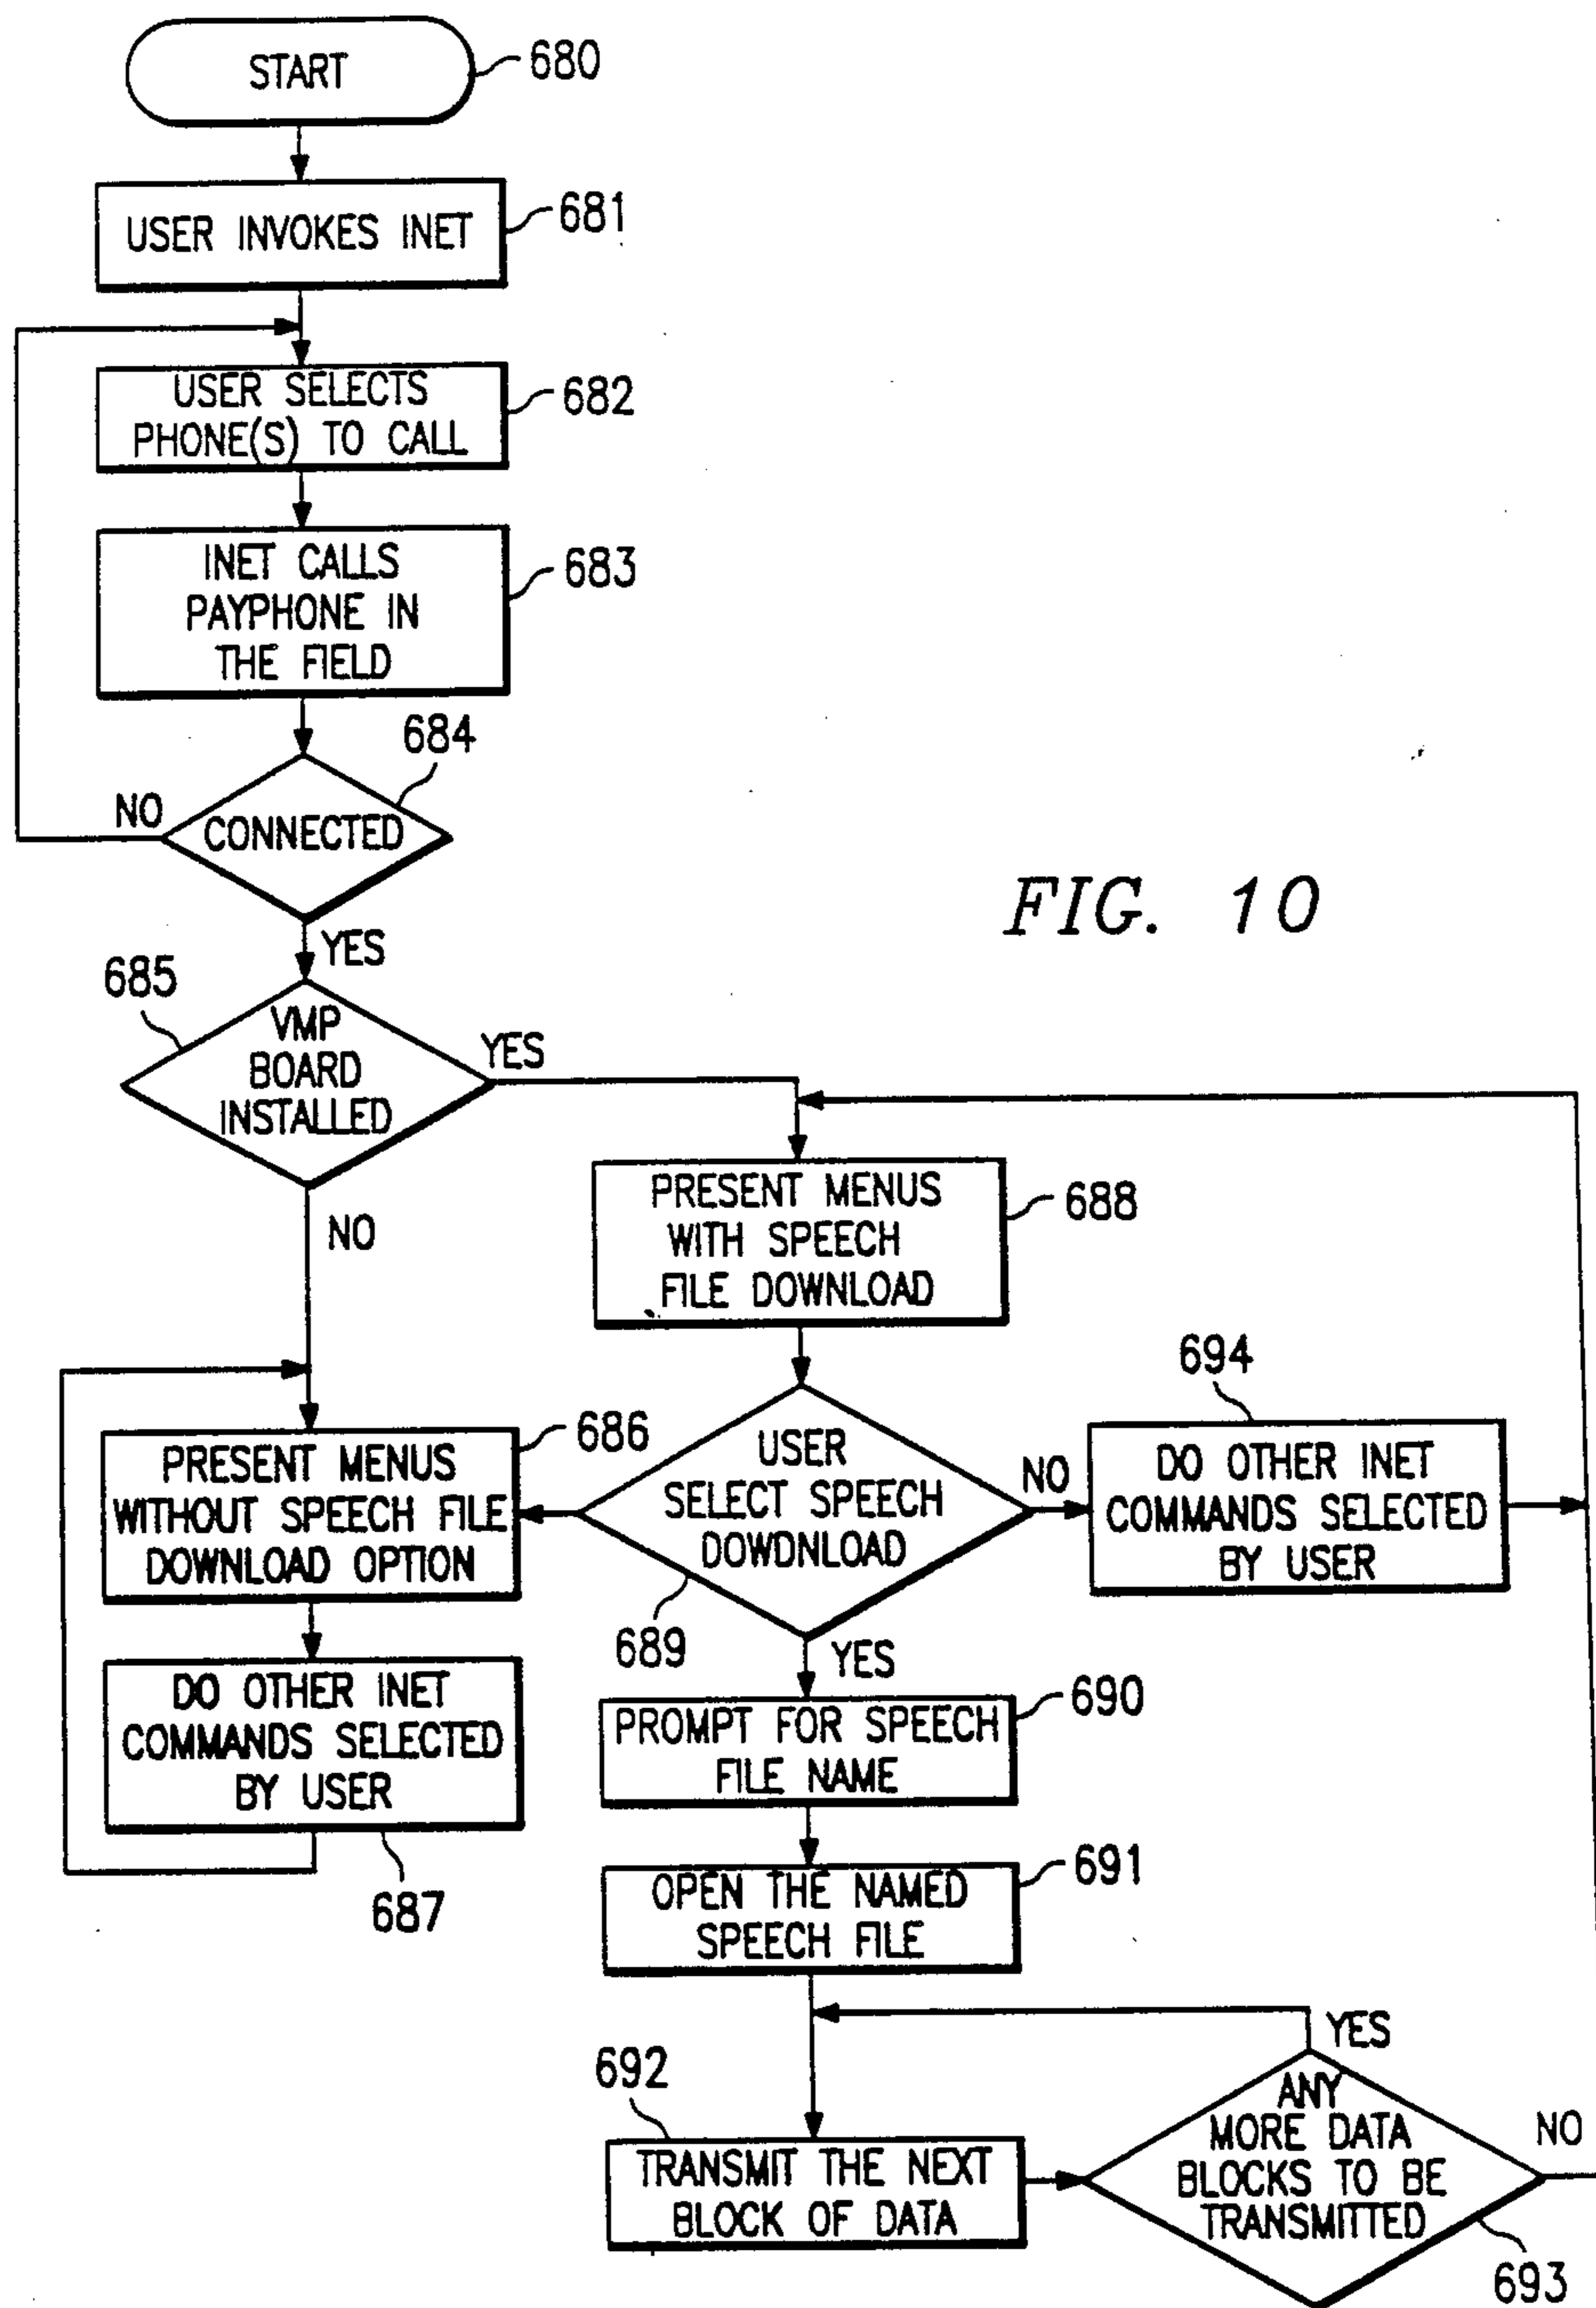 START
680
USER INVOKES INET
681
USER SELECTS
PHONE(S) TO CALL
682
INET CALLS
PAYPHONE IN
THE FIELD
683
684
CONNECTED
NO
YES
FIG. 10
685
VMP
BOARD
INSTALLED
YES
NO
PRESENT MENUS
WITH SPEECH
FILE DOWNLOAD
688
PRESENT MENUS
WITHOUT SPEECH FILE
DOWNLOAD OPTION
686
USER
SELECT SPEECH
DOWDNLOAD
689
NO
YES
694
DO OTHER INET
COMMANDS SELECTED
BY USER
DO OTHER INET
COMMANDS SELECTED
BY USER
687
PROMPT FOR SPEECH
FILE NAME
690
OPEN THE NAMED
SPEECH FILE
691
692
TRANSMIT THE NEXT
BLOCK OF DATA
YES
ANY
MORE DATA
BLOCKS TO BE
TRANSMITTED
NO
693